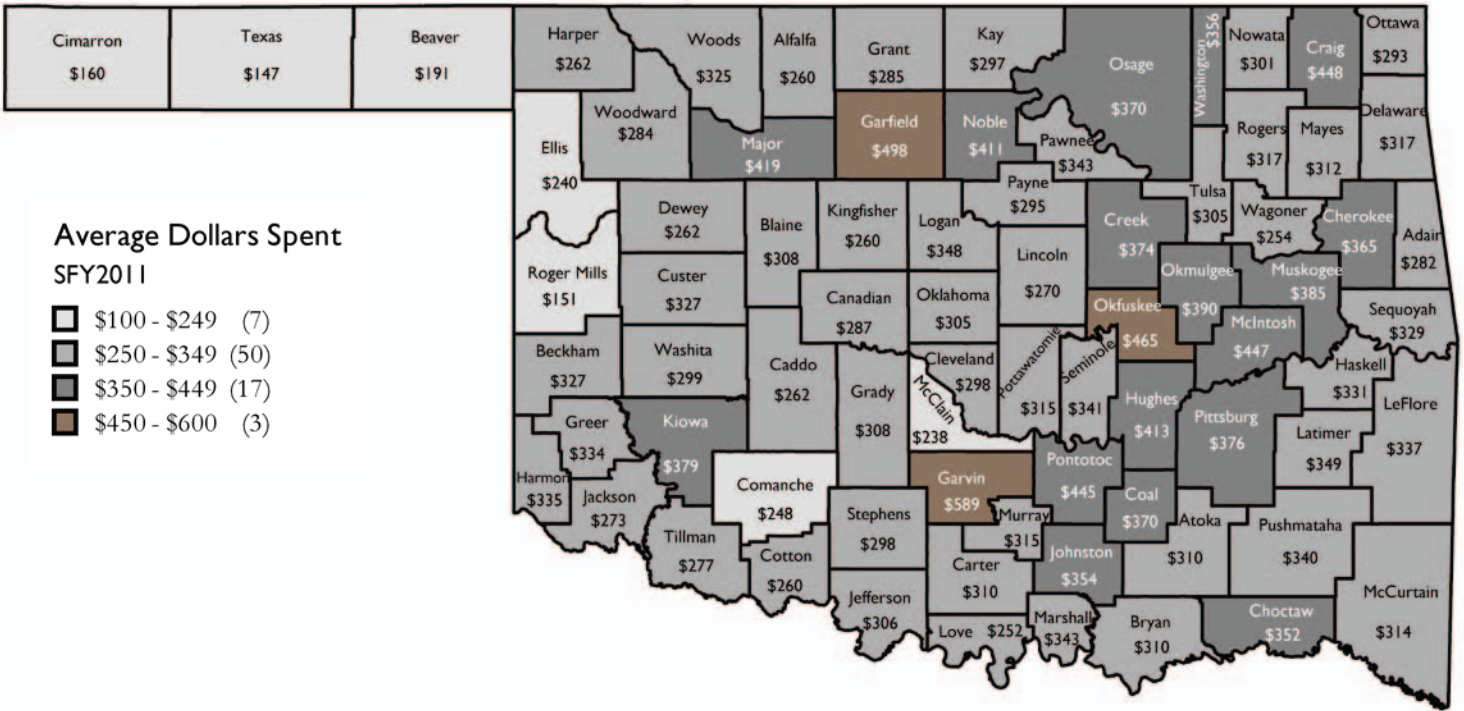 Cimarron
$160
Texas
$147
Beaver
$191
Harper
$262
Woods
$325
Alfalfa
$260
Grant
$285
Kay
$297
Osage
$370
Washington
$356
Nowata
$301
Craig
$448
Ottawa
$293
Ellis
$240
Woodward
$284
Major
$419
Garfield
$498
Noble
$411
Pawnee
$343
Rogers
$317
Mayes
$312
Delaware
$317
Dewey
$262
Blaine
$308
Kingfisher
$260
Logan
$348
Payne
$295
Creek
$374
Tulsa
$305
Wagoner
$254
Cherokee
$365
Adair
$282
Average Dollars Spent
SFY2011
$100 - $249 (7)
$250 - $349 (50)
$350 - $449 (17)
$450 - $600 (3)
Roger Mills
$151
Custer
$327
Canadian
$287
Oklahoma
$305
Lincoln
$270
Okfuskee
$465
Okmulgee
$390
Muskogee
$385
McIntosh
$447
Sequoyah
$329
Beckham
$327
Washita
$299
Caddo
$262
Grady
$308
Cleveland
$298
McClain
$238
Pottawatomie
$315
Seminole
$341
Hughes
$413
Pittsburg
$376
Haskell
$331
Latimer
$349
LeFlore
$337
Greer
$334
Kiowa
$379
Harmon
$335
Jackson
$273
Comanche
$248
Garvin
$589
Pontotoc
$445
Coal
$370
Tillman
$277
Cotton
$260
Stephens
$298
Murray
$315
Carter
$310
Johnston
$354
Atoka
$310
Pushmataha
$340
McCurtain
$314
Jefferson
$306
Love $252
Marshall
$343
Bryan
$310
Choctaw
$352